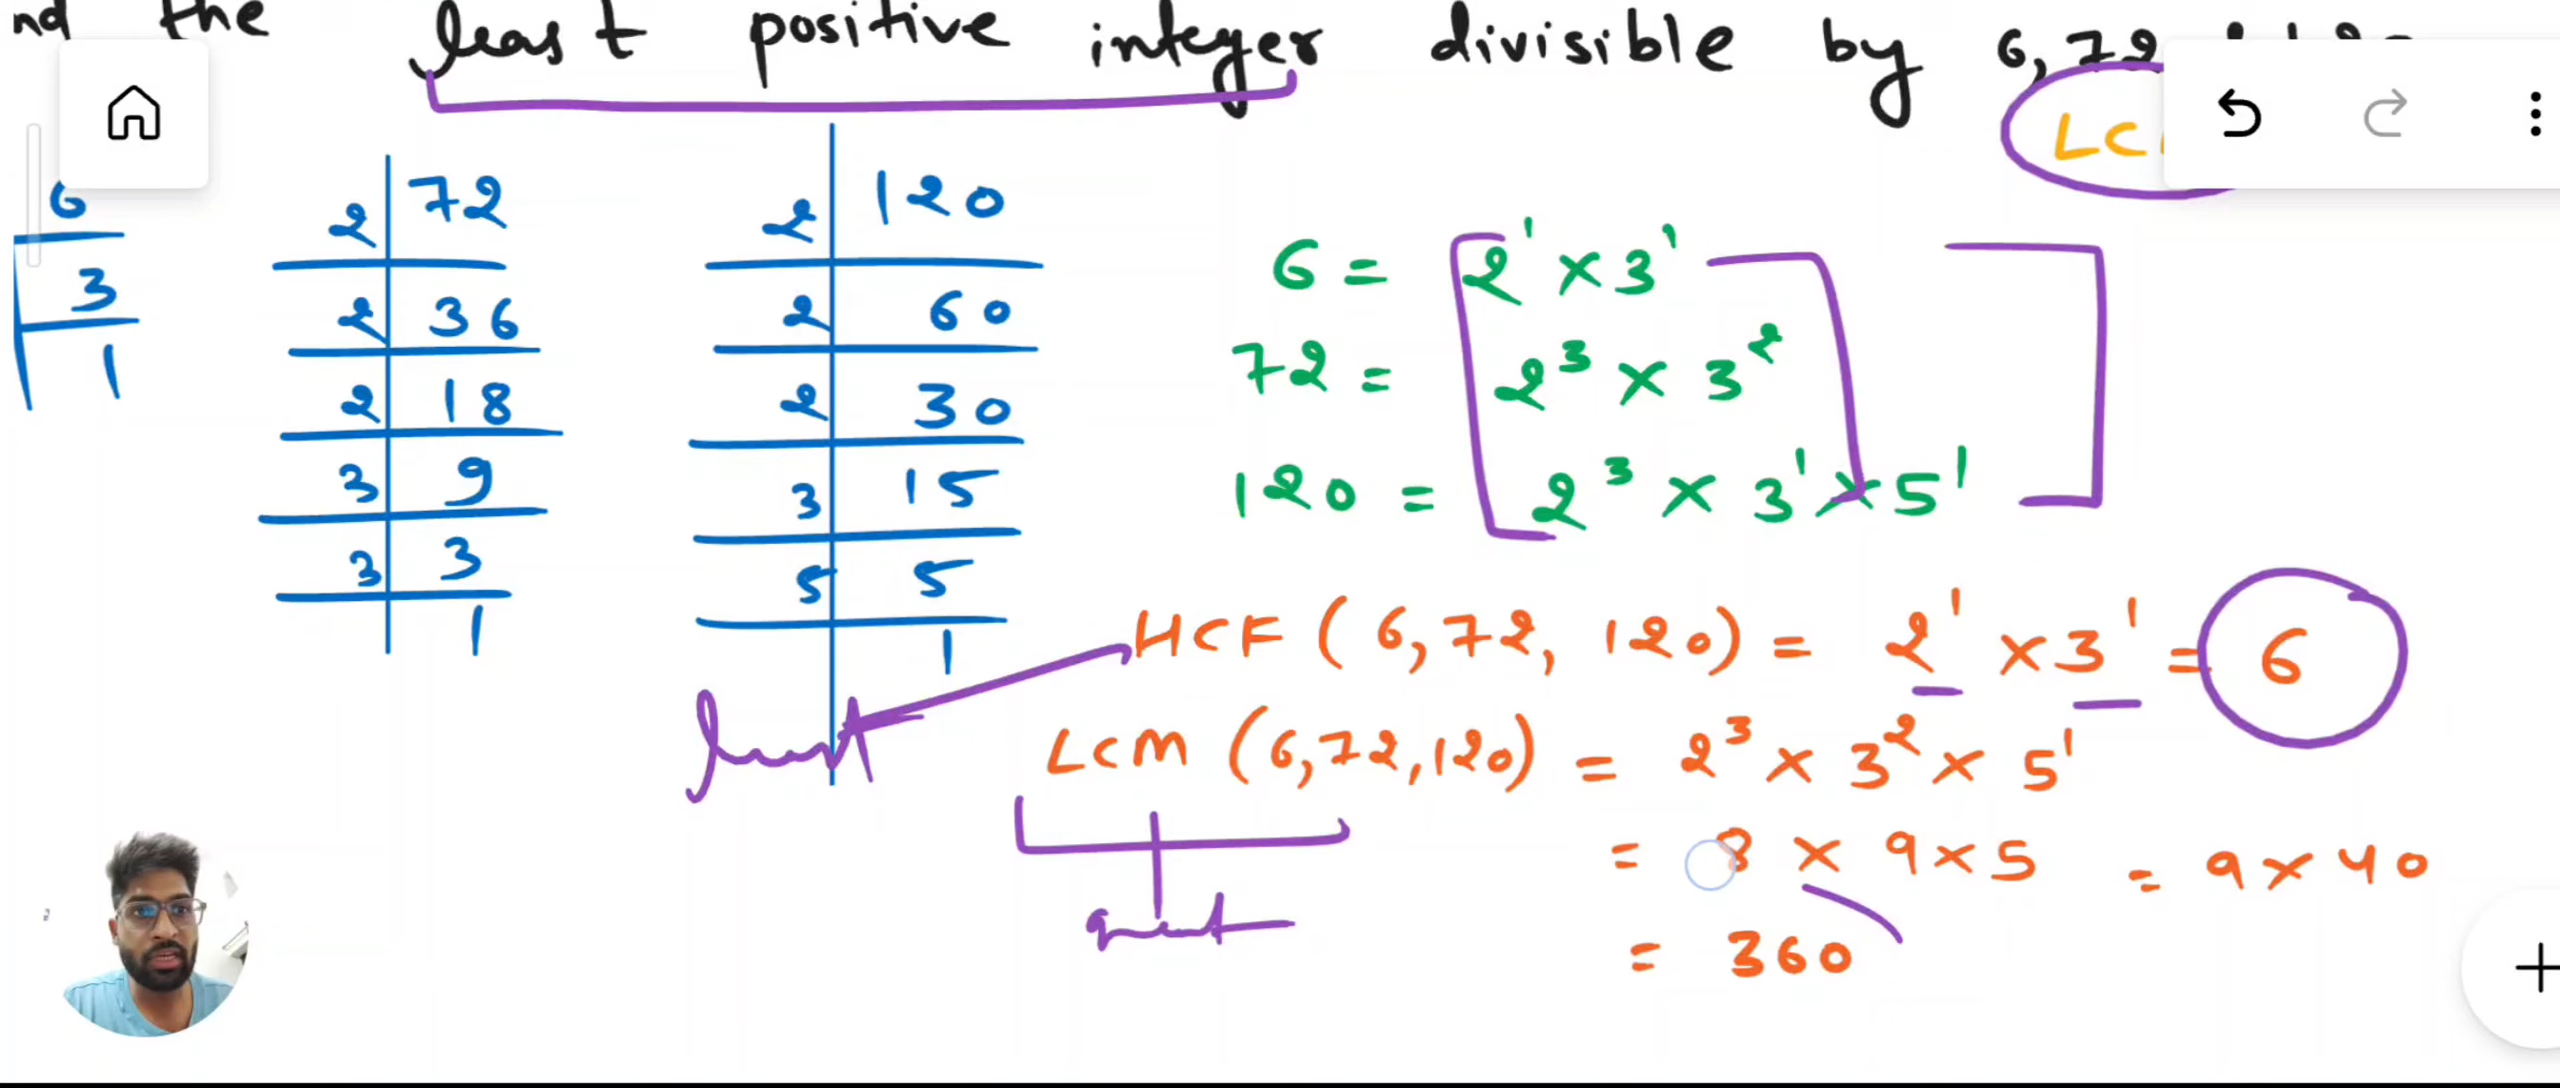 nd the least positive integer divisible by 6, 72
LC
6
3
1
2 72
2 36
2 18
3 9
3 3
1
2 120
2 60
2 30
3 15
5 5
1
6 = 2¹ × 3¹
72 = 2³ × 3²
120 = 2³ × 3¹ × 5¹
HCF (6, 72, 120) = 2¹ × 3¹ = 6
LCM (6,72,120) = 2³ × 3² × 5¹
= 8 × 9 × 5 = 9 × 40
= 360